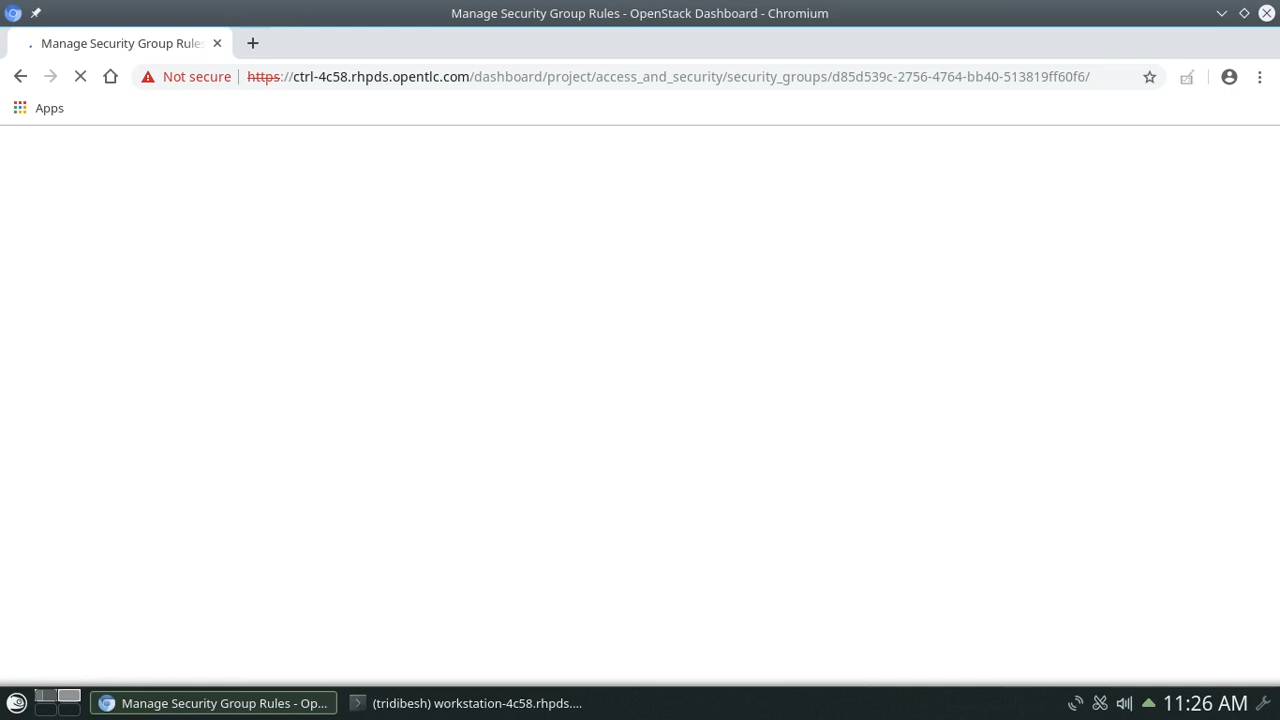 Manage Security Group Rules - OpenStack Dashboard - Chromium
Manage Security Group Rules
Not secure
https://ctrl-4c58.rhpds.opentlc.com/dashboard/project/access_and_security/security_groups/d85d539c-2756-4764-bb40-513819ff60f6/
Apps
Manage Security Group Rules - Op...
(tridibesh) workstation-4c58.rhpds....
11:26 AM